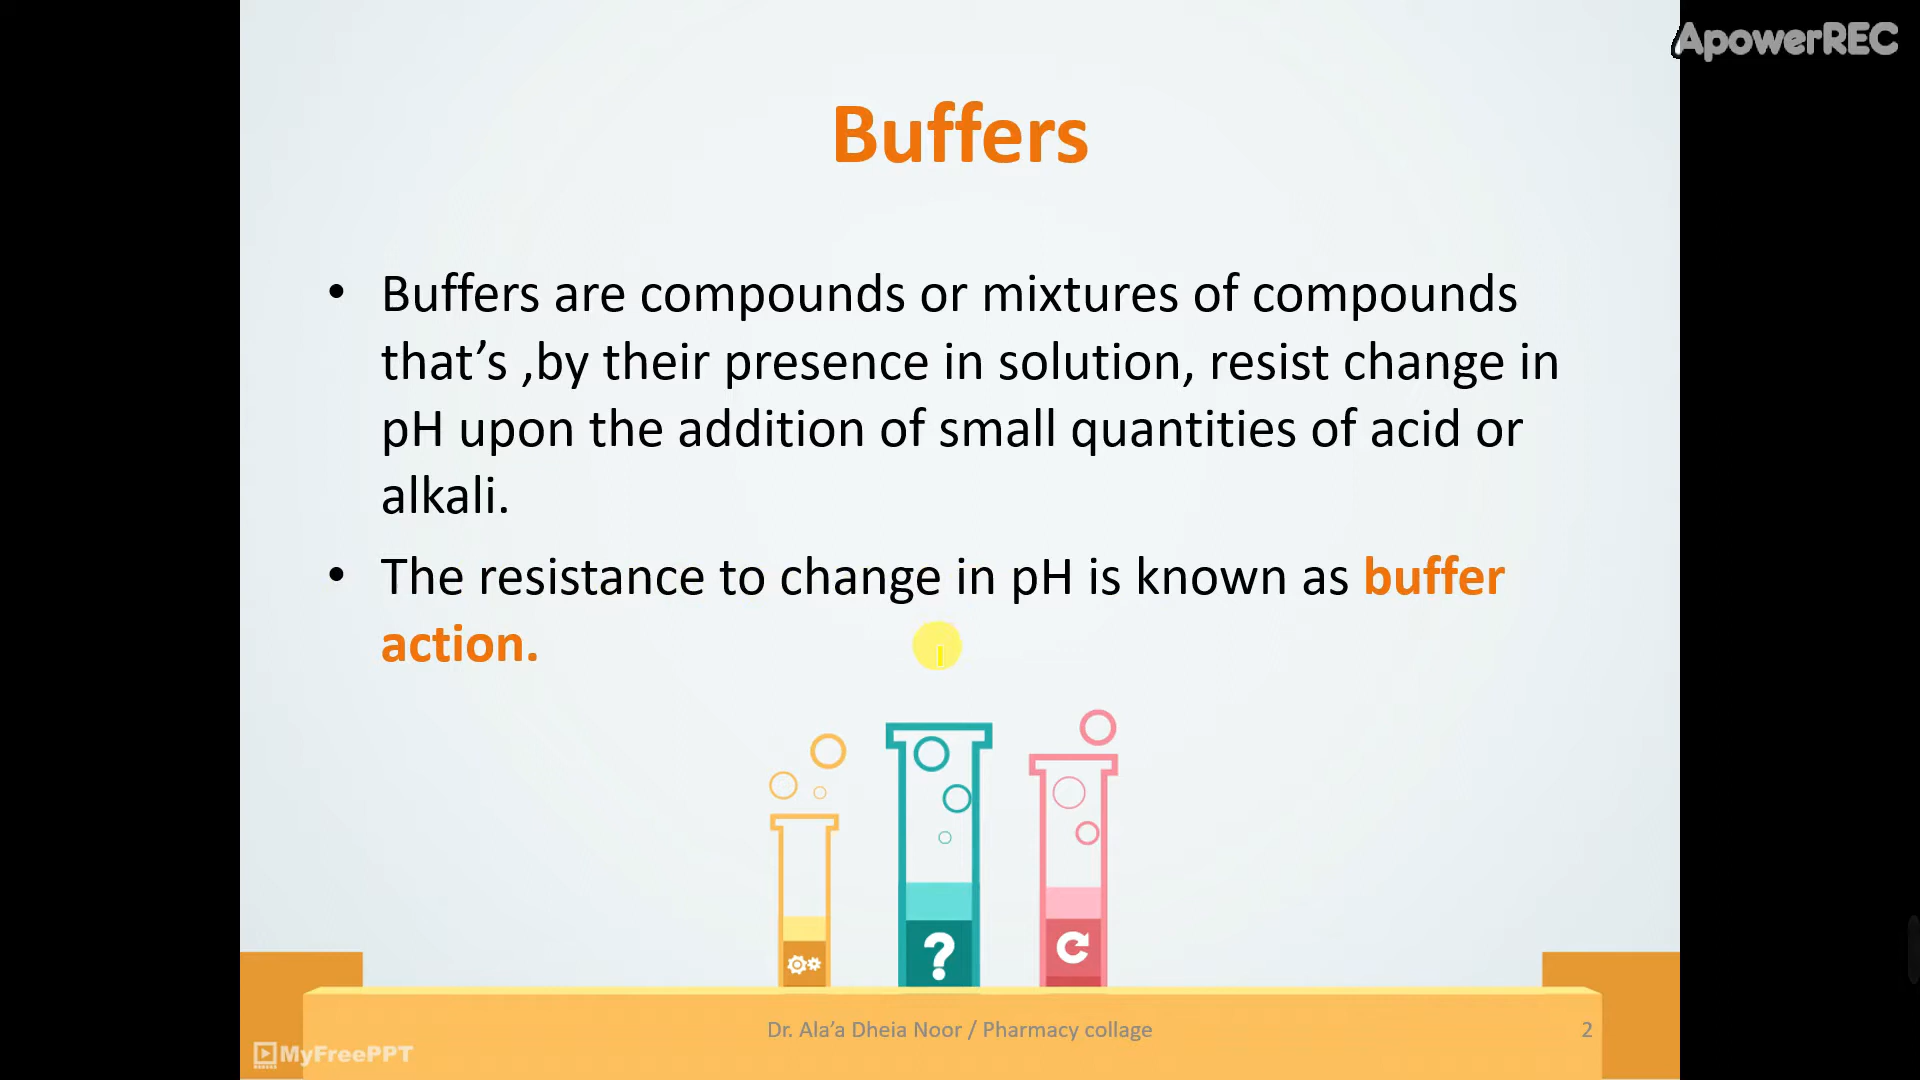 ApowerREC
Buffers
• Buffers are compounds or mixtures of compounds
that’s ,by their presence in solution, resist change in
pH upon the addition of small quantities of acid or
alkali.
• The resistance to change in pH is known as buffer
action.
?
Dr. Ala’a Dheia Noor / Pharmacy collage
2
MyFreePPT